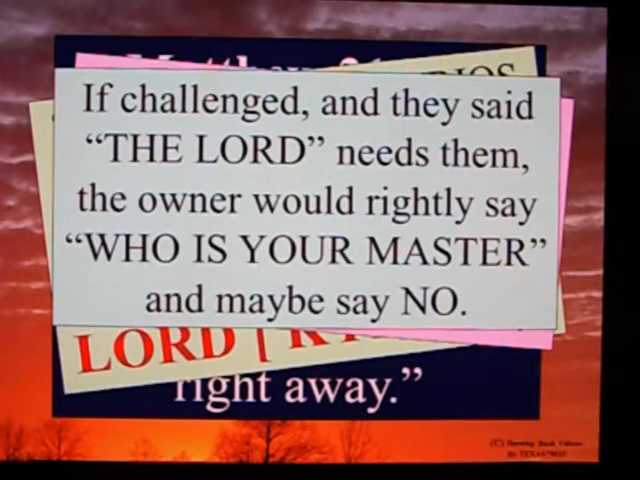 If challenged, and they said
“THE LORD” needs them,
the owner would rightly say
“WHO IS YOUR MASTER”
and maybe say NO.
LORD
right away.”